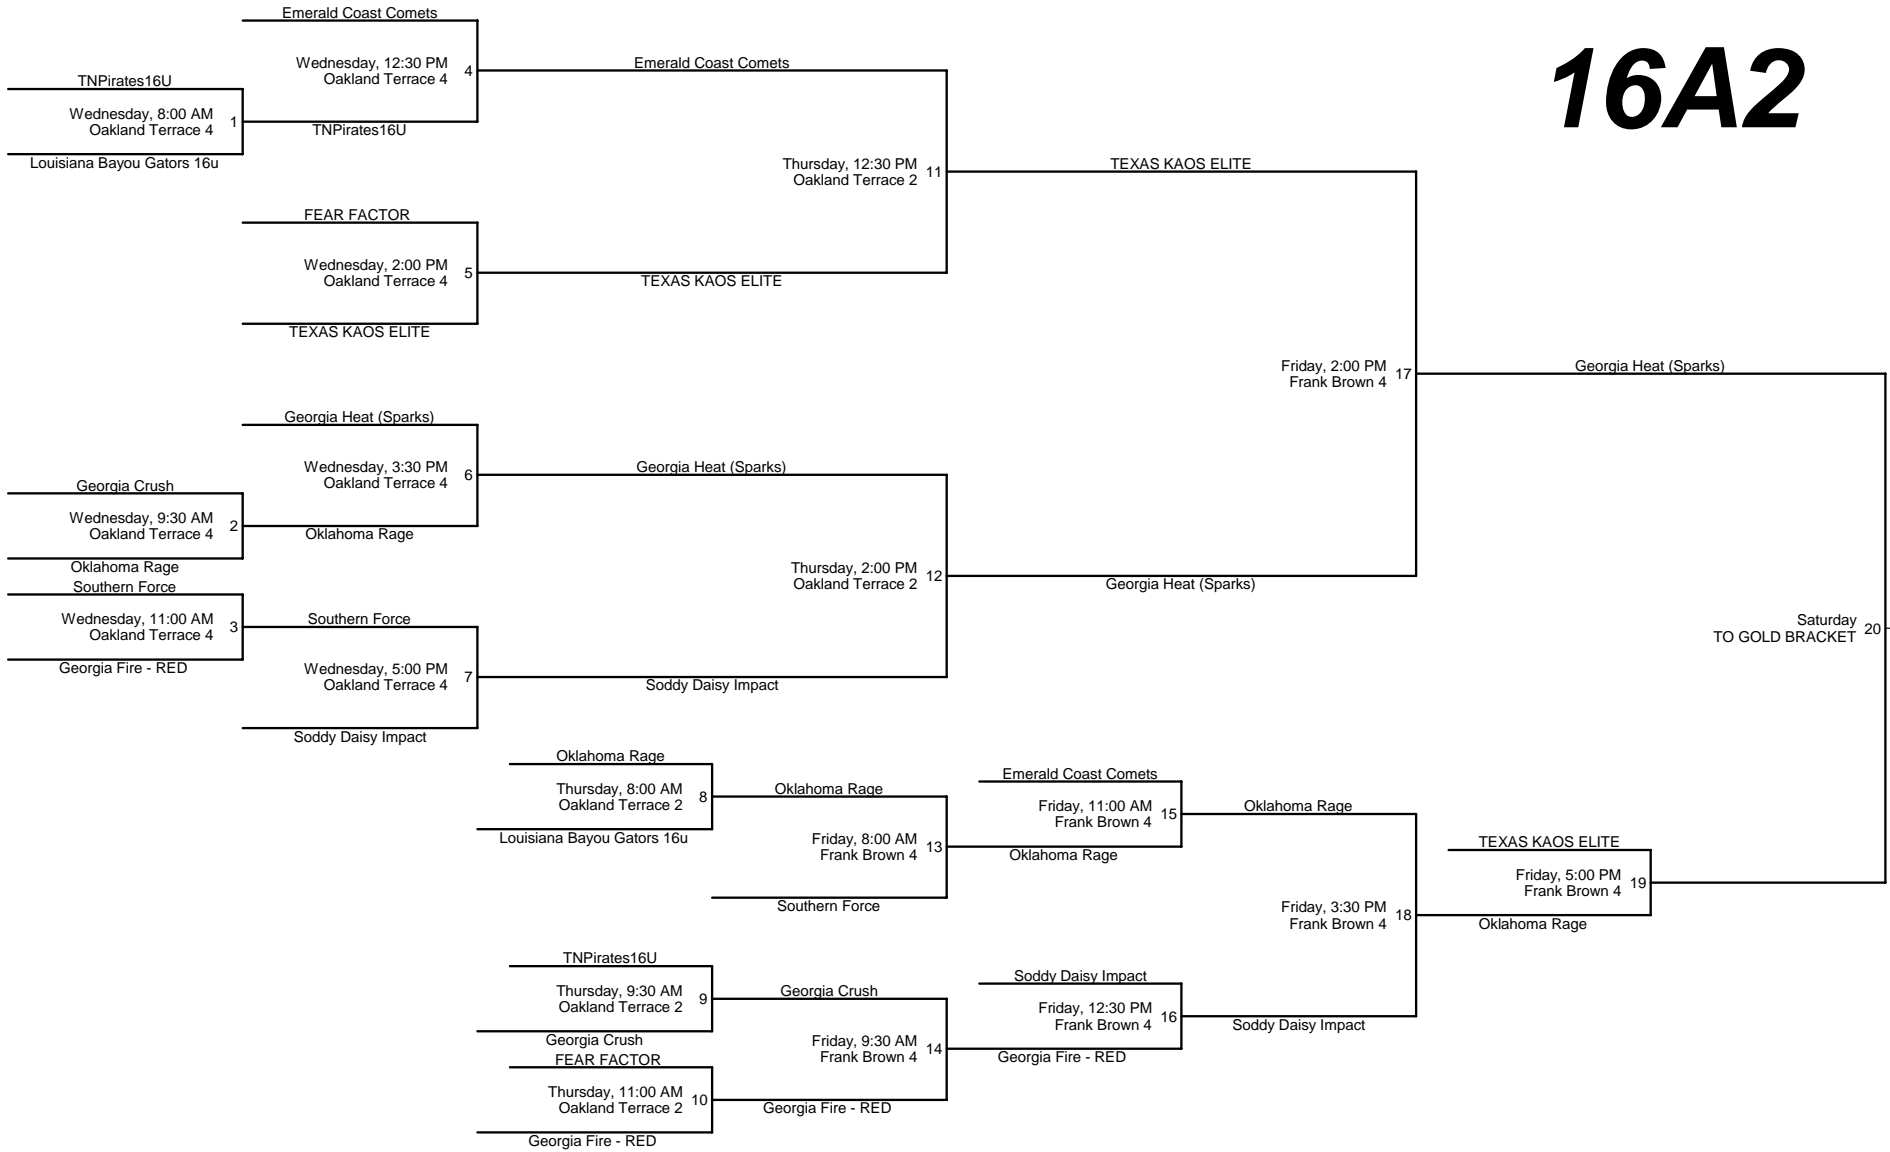 16A2
Emerald Coast Comets
Wednesday, 12:30 PM
Oakland Terrace 4
4
Emerald Coast Comets
TNPirates16U
Wednesday, 8:00 AM
Oakland Terrace 4
1
TNPirates16U
Louisiana Bayou Gators 16u
Thursday, 12:30 PM
Oakland Terrace 2
11
TEXAS KAOS ELITE
FEAR FACTOR
Wednesday, 2:00 PM
Oakland Terrace 4
5
TEXAS KAOS ELITE
TEXAS KAOS ELITE
Friday, 2:00 PM
Frank Brown 4
17
Georgia Heat (Sparks)
Georgia Heat (Sparks)
Wednesday, 3:30 PM
Oakland Terrace 4
6
Georgia Heat (Sparks)
Georgia Crush
Wednesday, 9:30 AM
Oakland Terrace 4
2
Oklahoma Rage
Oklahoma Rage
Thursday, 2:00 PM
Oakland Terrace 2
12
Georgia Heat (Sparks)
Southern Force
Wednesday, 11:00 AM
Oakland Terrace 4
3
Southern Force
Georgia Fire - RED
Wednesday, 5:00 PM
Oakland Terrace 4
7
Soddy Daisy Impact
Soddy Daisy Impact
Saturday
TO GOLD BRACKET
20
Oklahoma Rage
Thursday, 8:00 AM
Oakland Terrace 2
8
Oklahoma Rage
Louisiana Bayou Gators 16u
Friday, 8:00 AM
Frank Brown 4
13
Southern Force
Emerald Coast Comets
Friday, 11:00 AM
Frank Brown 4
15
Oklahoma Rage
Oklahoma Rage
TEXAS KAOS ELITE
Friday, 5:00 PM
Frank Brown 4
19
Friday, 3:30 PM
Frank Brown 4
18
Oklahoma Rage
TNPirates16U
Thursday, 9:30 AM
Oakland Terrace 2
9
Georgia Crush
Georgia Crush
Friday, 9:30 AM
Frank Brown 4
14
Soddy Daisy Impact
Friday, 12:30 PM
Frank Brown 4
16
Soddy Daisy Impact
Georgia Fire - RED
FEAR FACTOR
Thursday, 11:00 AM
Oakland Terrace 2
10
Georgia Fire - RED
Georgia Fire - RED